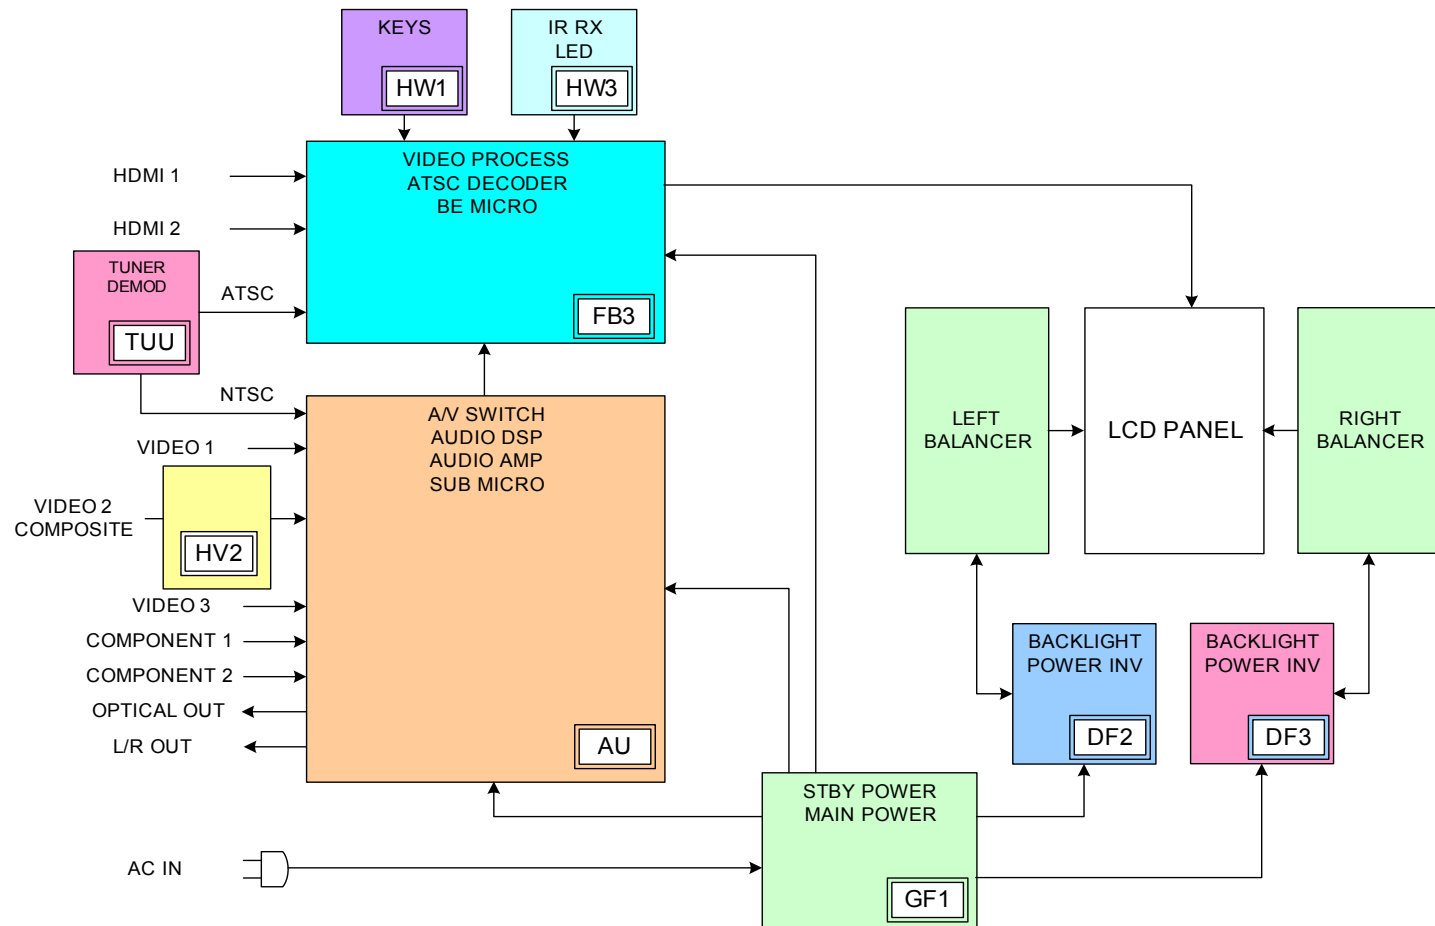 KEYS
HW1
IR RX
LED
HW3
VIDEO PROCESS
ATSC DECODER
BE MICRO
FB3
HDMI 1
HDMI 2
TUNER
DEMOD
TUU
ATSC
NTSC
A/V SWITCH
AUDIO DSP
AUDIO AMP
SUB MICRO
AU
VIDEO 1
VIDEO 2
COMPOSITE
HV2
VIDEO 3
COMPONENT 1
COMPONENT 2
OPTICAL OUT
L/R OUT
LEFT
BALANCER
LCD PANEL
RIGHT
BALANCER
BACKLIGHT
POWER INV
DF2
BACKLIGHT
POWER INV
DF3
STBY POWER
MAIN POWER
GF1
AC IN